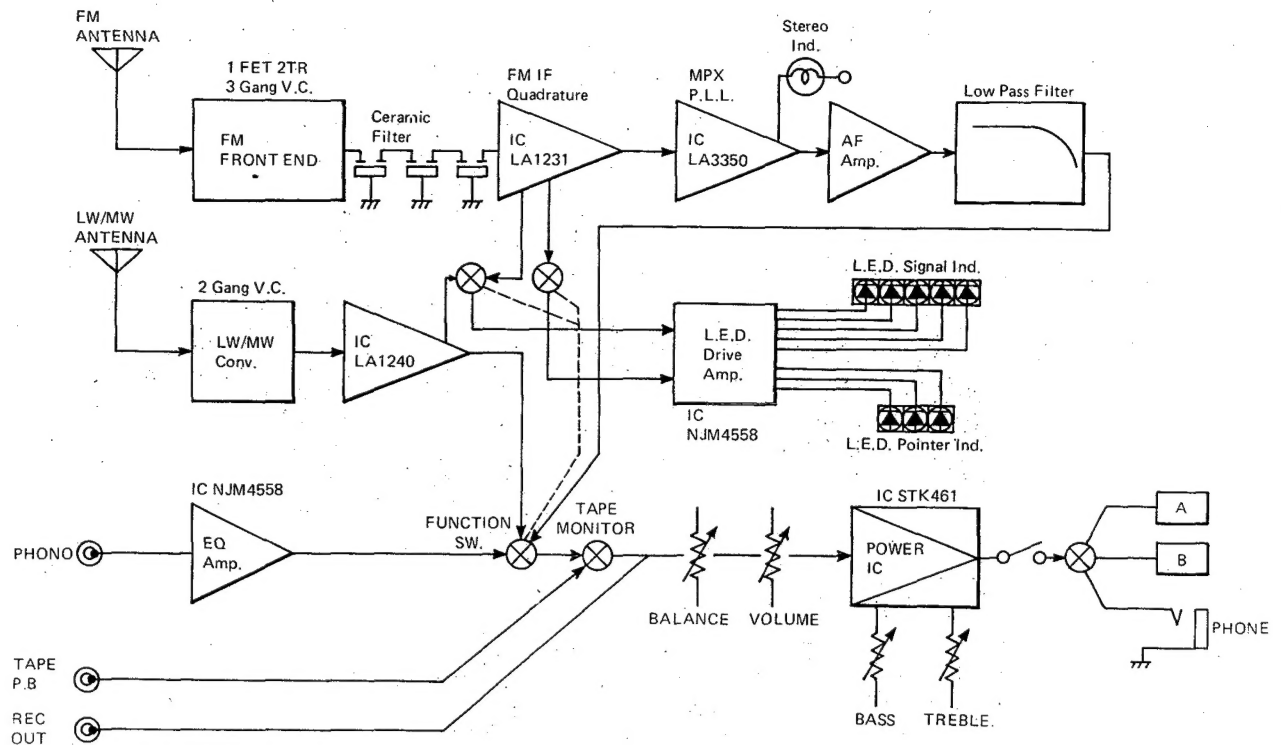 FM
ANTENNA
1 FET 2TR
3 Gang V.C.
FM
FRONT END
Ceramic
Filter
FM IF
Quadrature
IC
LA1231
MPX
P.L.L.
IC
LA3350
Stereo
Ind.
AF
Amp.
Low Pass Filter
LW/MW
ANTENNA
2 Gang V.C.
LW/MW
Conv.
IC
LA1240
L.E.D.
Drive
Amp.
IC
NJM4558
L.E.D. Signal Ind.
L.E.D. Pointer Ind.
IC NJM4558
PHONO
EQ
Amp.
FUNCTION
SW.
TAPE
MONITOR
BALANCE
VOLUME
IC STK461
POWER
IC
BASS
TREBLE.
A
B
PHONE
TAPE
P.B
REC
OUT